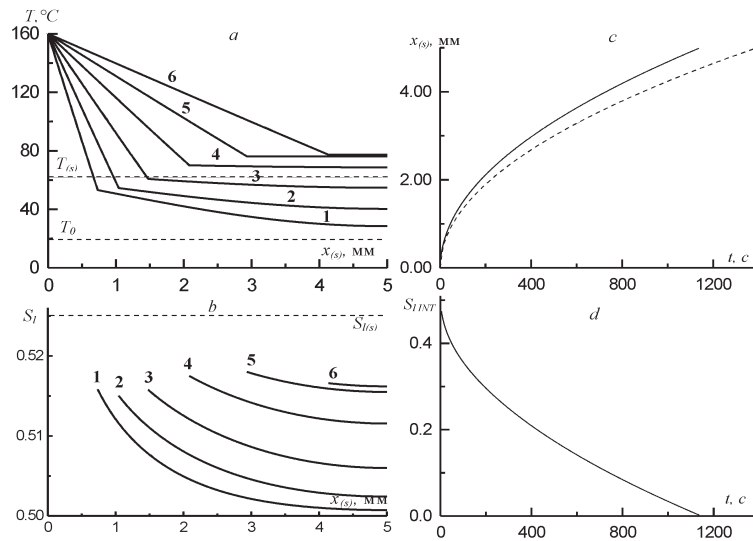 T,°C
a
160
120
80
40
0
6
5
4
3
2
1
T(s)
T0
x(s), мм
0 1 2 3 4 5
x(s), мм
c
4.00
2.00
0.00
t, c
0 400 800 1200
Sl
b
Sl(s)
0.52
0.51
0.50
1 2 3 4 5 6
x(s), мм
0 1 2 3 4 5
Sl INT
d
0.4
0.2
0.0
t, c
0 400 800 1200